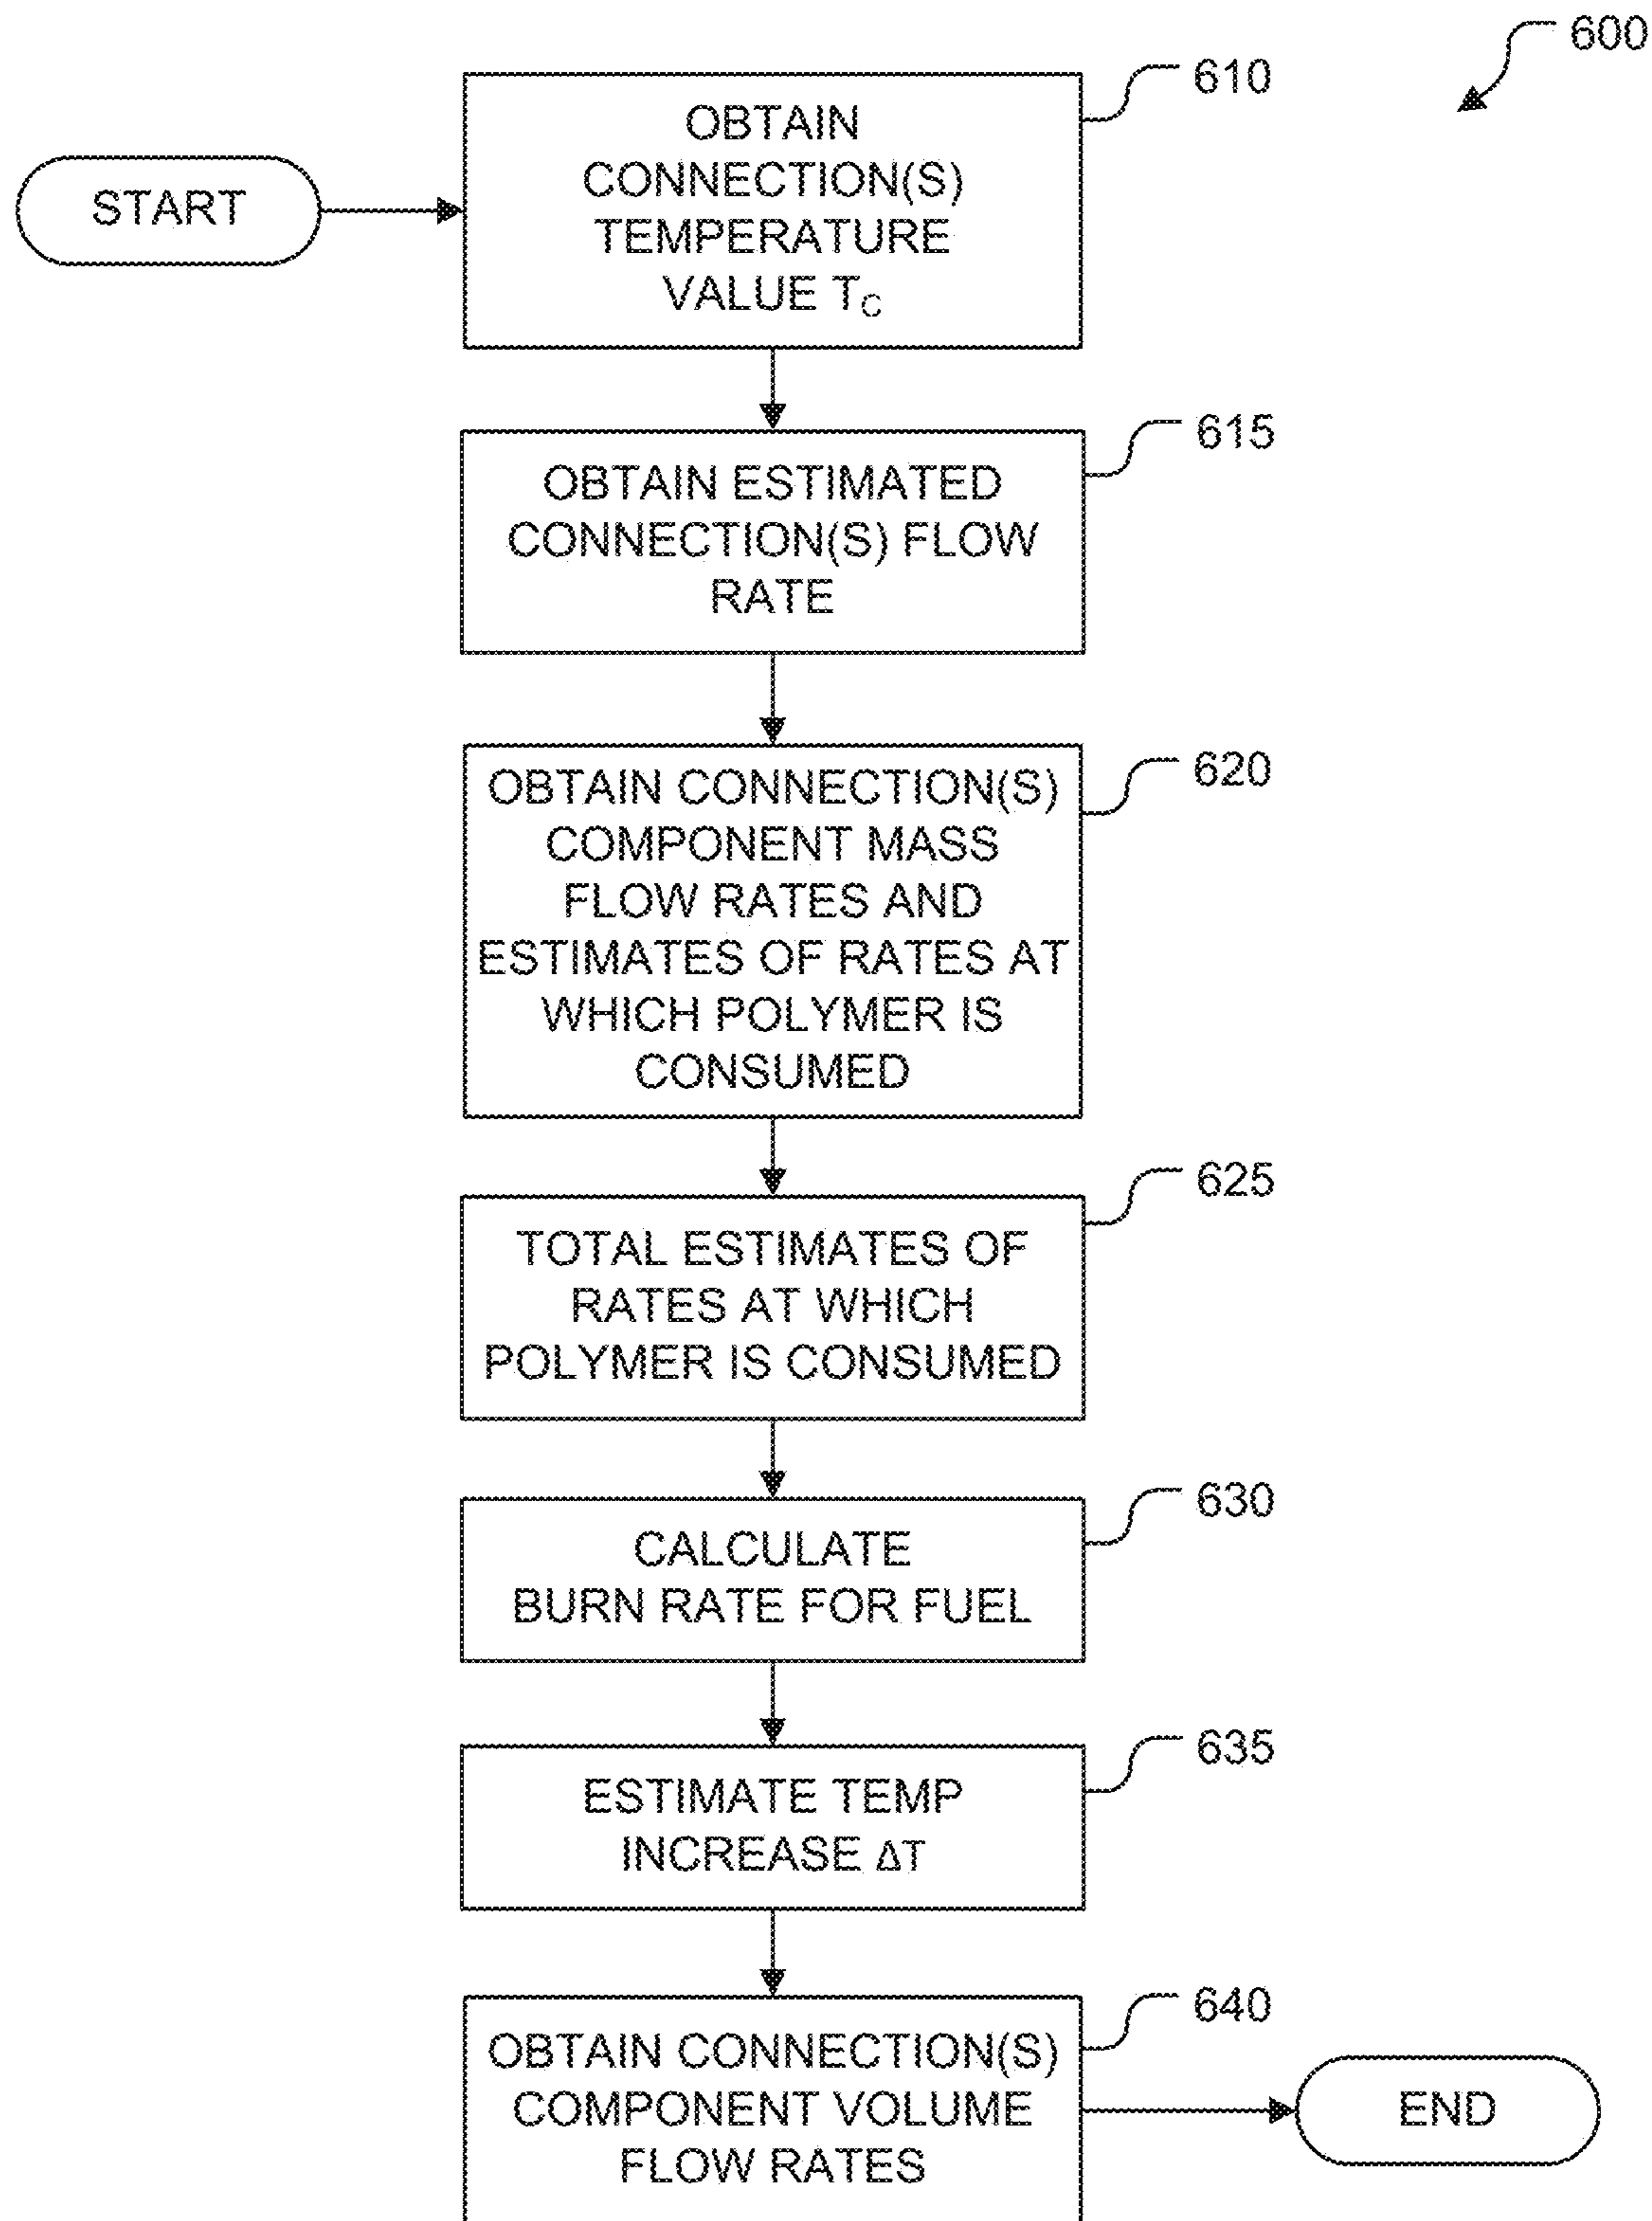 600
610
OBTAIN
CONNECTION(S)
TEMPERATURE
VALUE TC
START
615
OBTAIN ESTIMATED
CONNECTION(S) FLOW
RATE
620
OBTAIN CONNECTION(S)
COMPONENT MASS
FLOW RATES AND
ESTIMATES OF RATES AT
WHICH POLYMER IS
CONSUMED
625
TOTAL ESTIMATES OF
RATES AT WHICH
POLYMER IS CONSUMED
630
CALCULATE
BURN RATE FOR FUEL
635
ESTIMATE TEMP
INCREASE ΔT
640
OBTAIN CONNECTION(S)
COMPONENT VOLUME
FLOW RATES
END